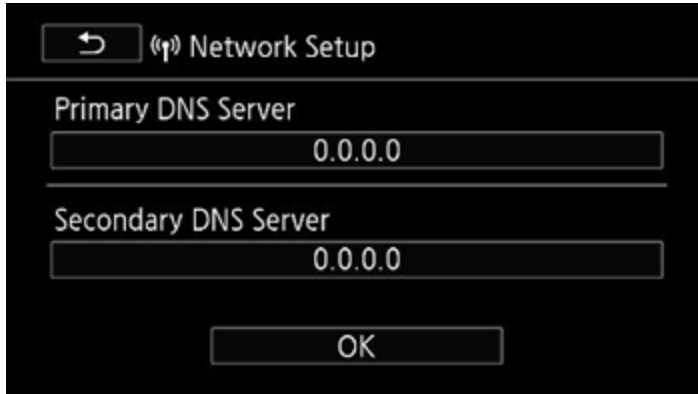 Network Setup
Primary DNS Server
0.0.0.0
Secondary DNS Server
0.0.0.0
OK